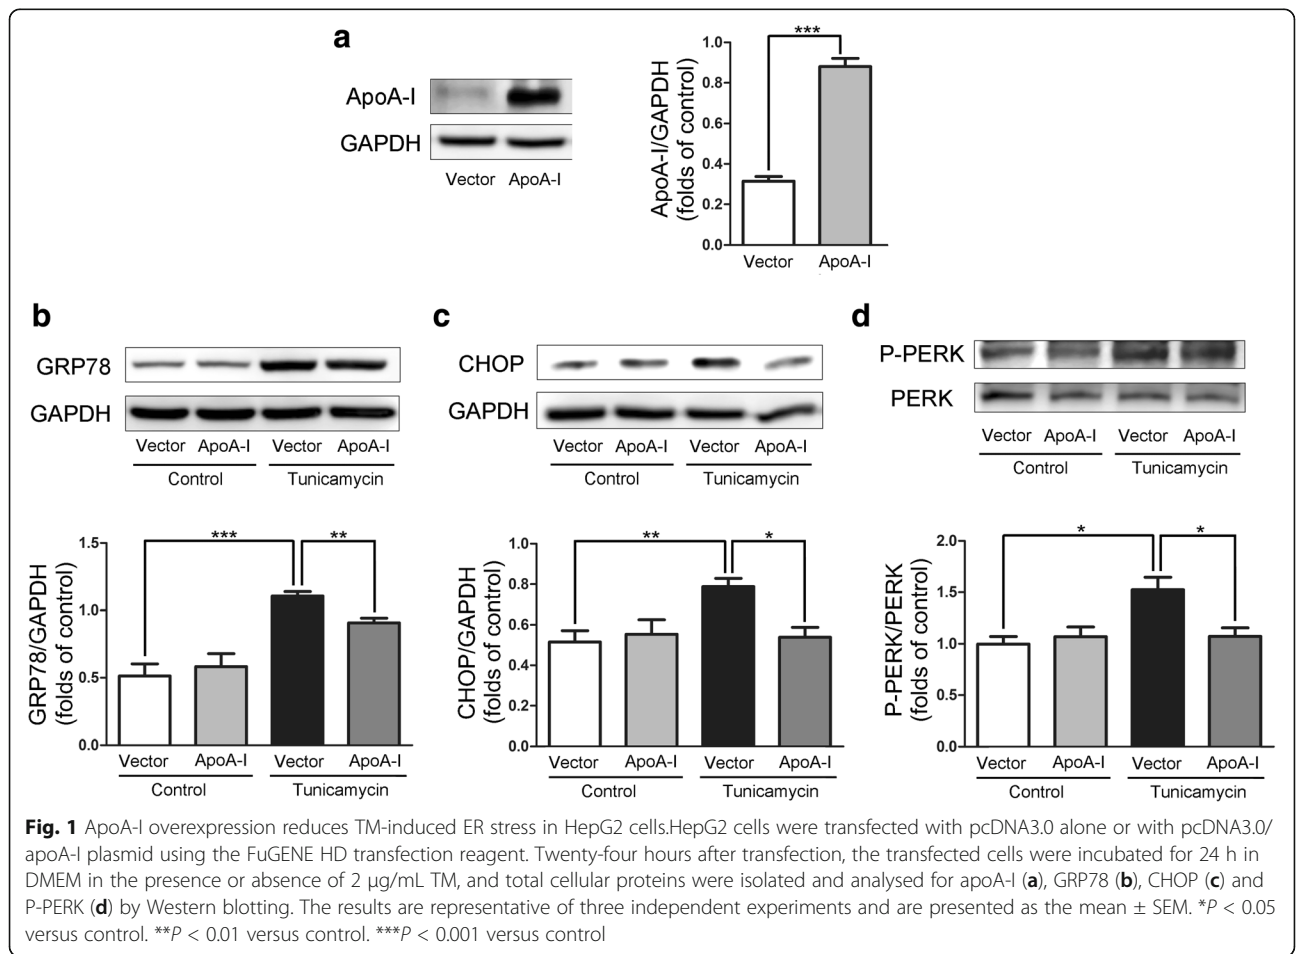 a
ApoA-I
GAPDH
Vector ApoA-I
ApoA-I/GAPDH
(folds of control)
1.0
0.8
0.6
0.4
0.2
0.0
***
Vector ApoA-I
b
GRP78
GAPDH
Vector ApoA-I Vector ApoA-I
Control Tunicamycin
GRP78/GAPDH
(folds of control)
1.5
1.0
0.5
0.0
*** **
Vector ApoA-I Vector ApoA-I
Control Tunicamycin
c
CHOP
GAPDH
Vector ApoA-I Vector ApoA-I
Control Tunicamycin
CHOP/GAPDH
(folds of control)
1.0
0.8
0.6
0.4
0.2
0.0
** *
Vector ApoA-I Vector ApoA-I
Control Tunicamycin
d
P-PERK
PERK
Vector ApoA-I Vector ApoA-I
Control Tunicamycin
P-PERK/PERK
(folds of control)
2.0
1.5
1.0
0.5
0.0
* *
Vector ApoA-I Vector ApoA-I
Control Tunicamycin
Fig. 1 ApoA-I overexpression reduces TM-induced ER stress in HepG2 cells.HepG2 cells were transfected with pcDNA3.0 alone or with pcDNA3.0/
apoA-I plasmid using the FuGENE HD transfection reagent. Twenty-four hours after transfection, the transfected cells were incubated for 24 h in
DMEM in the presence or absence of 2 μg/mL TM, and total cellular proteins were isolated and analysed for apoA-I (a), GRP78 (b), CHOP (c) and
P-PERK (d) by Western blotting. The results are representative of three independent experiments and are presented as the mean ± SEM. *P < 0.05
versus control. **P < 0.01 versus control. ***P < 0.001 versus control